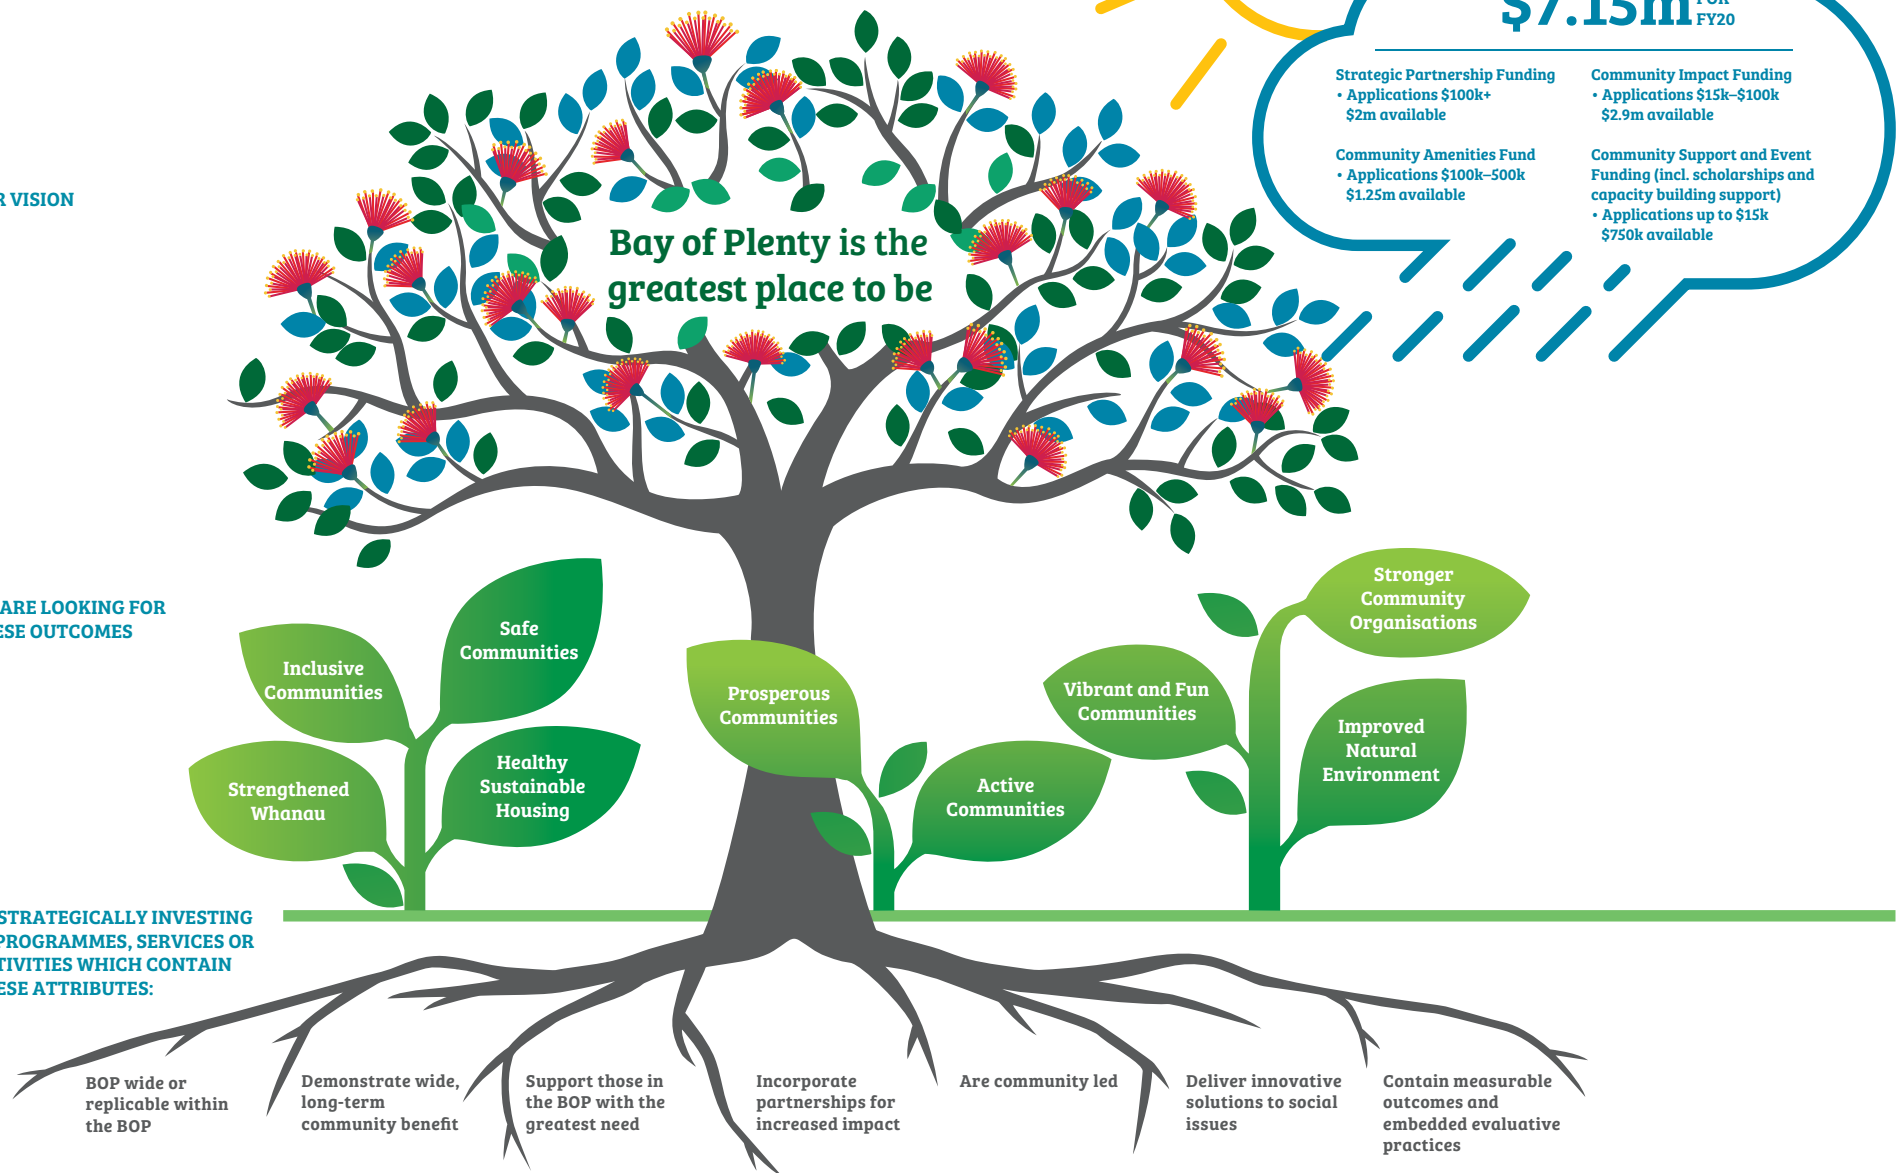 $7.15m
FOR
FY20
Strategic Partnership Funding
• Applications $100k+
$2m available
Community Amenities Fund
• Applications $100k–500k
$1.25m available
Community Impact Funding
• Applications $15k–$100k
$2.9m available
Community Support and Event
Funding (incl. scholarships and
capacity building support)
• Applications up to $15k
$750k available
R VISION
Bay of Plenty is the
greatest place to be
ARE LOOKING FOR
ESE OUTCOMES
Inclusive
Communities
Safe
Communities
Strengthened
Whanau
Healthy
Sustainable
Housing
Prosperous
Communities
Active
Communities
Vibrant and Fun
Communities
Stronger
Community
Organisations
Improved
Natural
Environment
STRATEGICALLY INVESTING
PROGRAMMES, SERVICES OR
TIVITIES WHICH CONTAIN
ESE ATTRIBUTES:
BOP wide or
replicable within
the BOP
Demonstrate wide,
long-term
community benefit
Support those in
the BOP with the
greatest need
Incorporate
partnerships for
increased impact
Are community led
Deliver innovative
solutions to social
issues
Contain measurable
outcomes and
embedded evaluative
practices